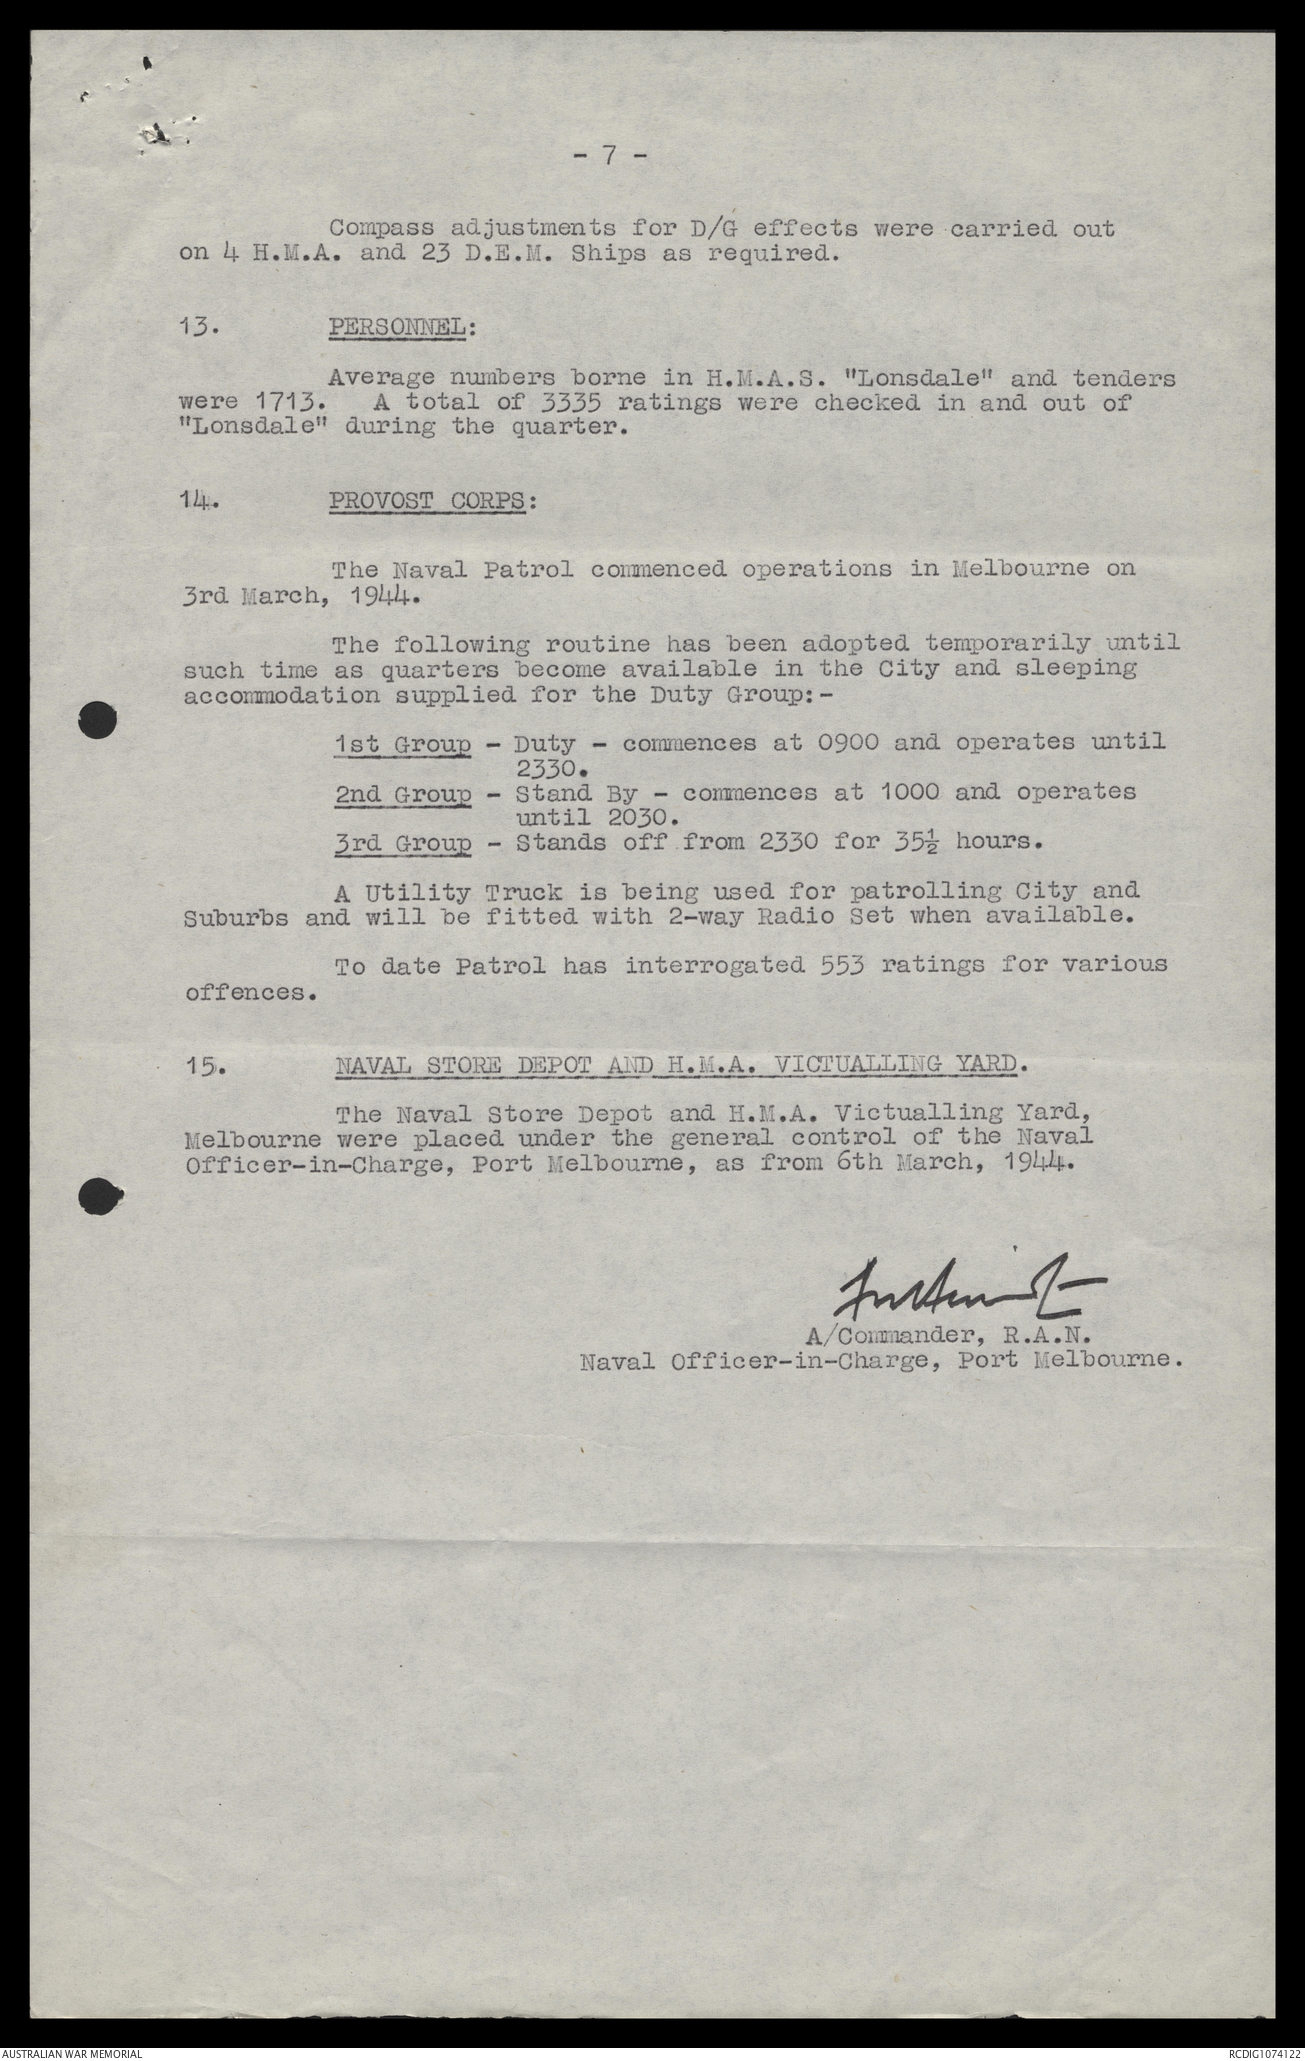 - 7 -
Compass adjustments for D/G effects were carried out
on 4 H.M.A. and 23 D.E.M. Ships as required.
13. PERSONNEL:
Average numbers borne in H.M.A.S. "Lonsdale" and tenders
were 1713. A total of 3335 ratings were checked in and out of
"Lonsdale" during the quarter.
14. PROVOST CORPS:
The Naval Patrol commenced operations in Melbourne on
3rd March, 1944.
The following routine has been adopted temporarily until
such time as quarters become available in the City and sleeping
accommodation supplied for the Duty Group:-
1st Group - Duty - commences at 0900 and operates until
2330.
2nd Group - Stand By - commences at 1000 and operates
until 2030.
3rd Group - Stands off from 2330 for 35½ hours.
A Utility Truck is being used for patrolling City and
Suburbs and will be fitted with 2-way Radio Set when available.
To date Patrol has interrogated 553 ratings for various
offences.
15. NAVAL STORE DEPOT AND H.M.A. VICTUALLING YARD.
The Naval Store Depot and H.M.A. Victualling Yard,
Melbourne were placed under the general control of the Naval
Officer-in-Charge, Port Melbourne, as from 6th March, 1944.
A/Commander, R.A.N.
Naval Officer-in-Charge, Port Melbourne.
AUSTRALIAN WAR MEMORIAL
RCDIG1074122